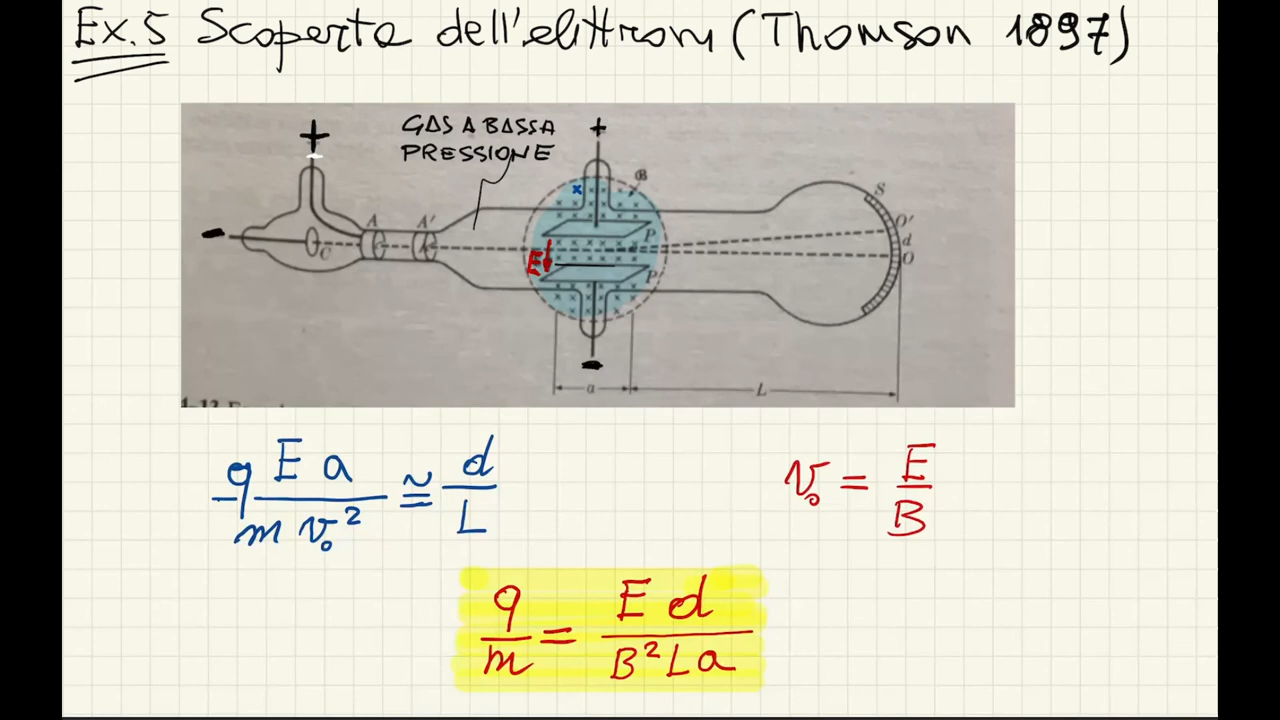 Ex.5 Scoperta dell'elettrone (Thomson 1897)
+
GAS A BASSA
PRESSIONE
+
B
S
A A' O'
P
d
- C E O
P
-
a L
q E a / m v₀² ≅ d / L
v₀ = E / B
q / m = E d / B² L a